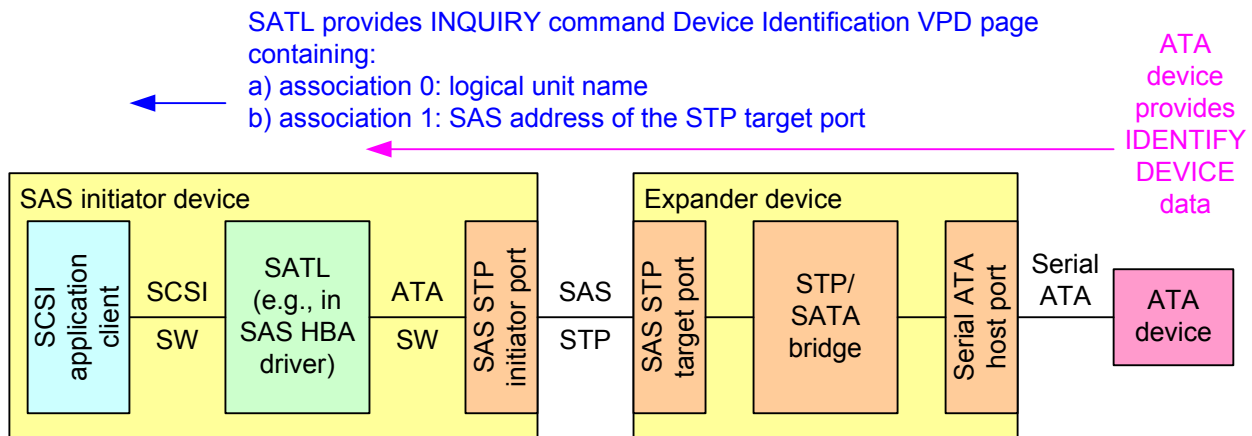 SATL provides INQUIRY command Device Identification VPD page
containing:
a) association 0: logical unit name
b) association 1: SAS address of the STP target port
ATA
device
provides
IDENTIFY
DEVICE
data
SAS initiator device
SCSI
application
client
SCSI
SW
SATL
(e.g., in
SAS HBA
driver)
ATA
SW
SAS STP
initiator port
SAS
STP
Expander device
SAS STP
target port
STP/
SATA
bridge
Serial ATA
host port
Serial
ATA
ATA
device